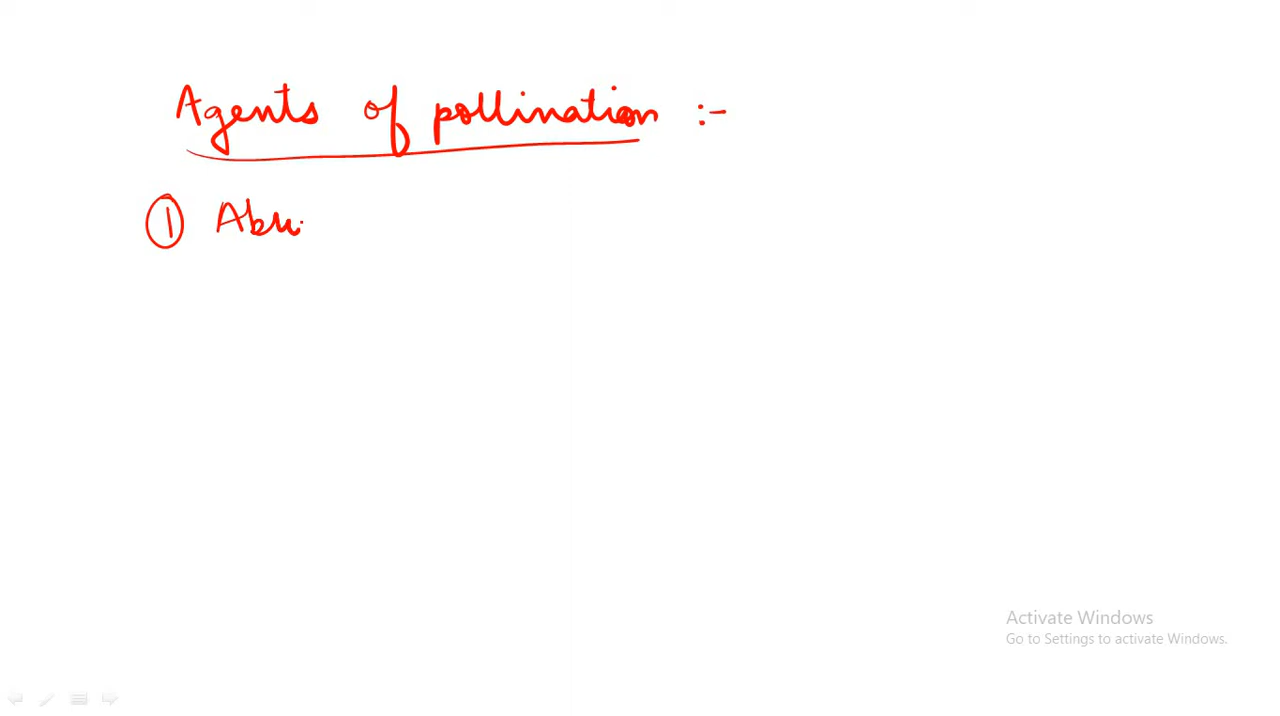 Agents of pollination :-
① Abi
Activate Windows
Go to Settings to activate Windows.